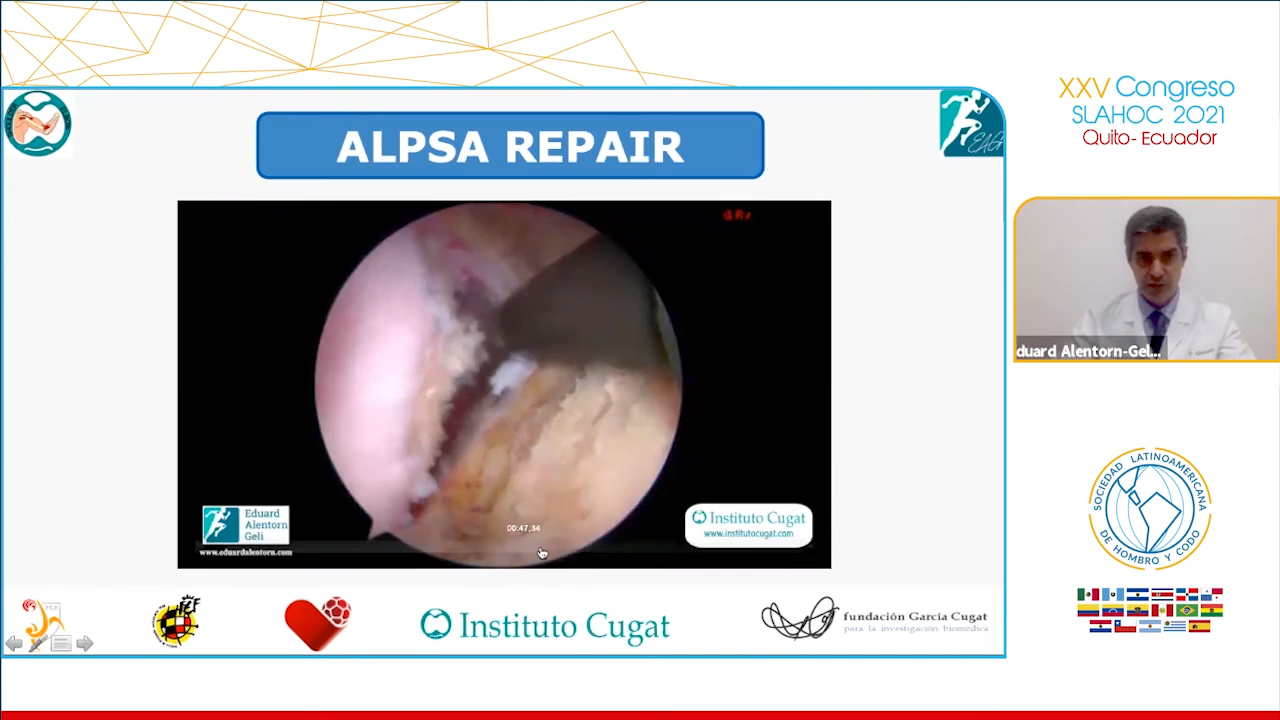 ALPSA REPAIR
XXV Congreso
SLAHOC 2021
Quito - Ecuador
duard Alentorn-Gel...
Eduard
Alentorn
Geli
www.eduardalentorn.com
00:47,34
Instituto Cugat
www.institutocugat.com
SOCIEDAD LATINOAMERICANA
DE HOMBRO Y CODO
Instituto Cugat
fundación García Cugat
para la investigación biomédica